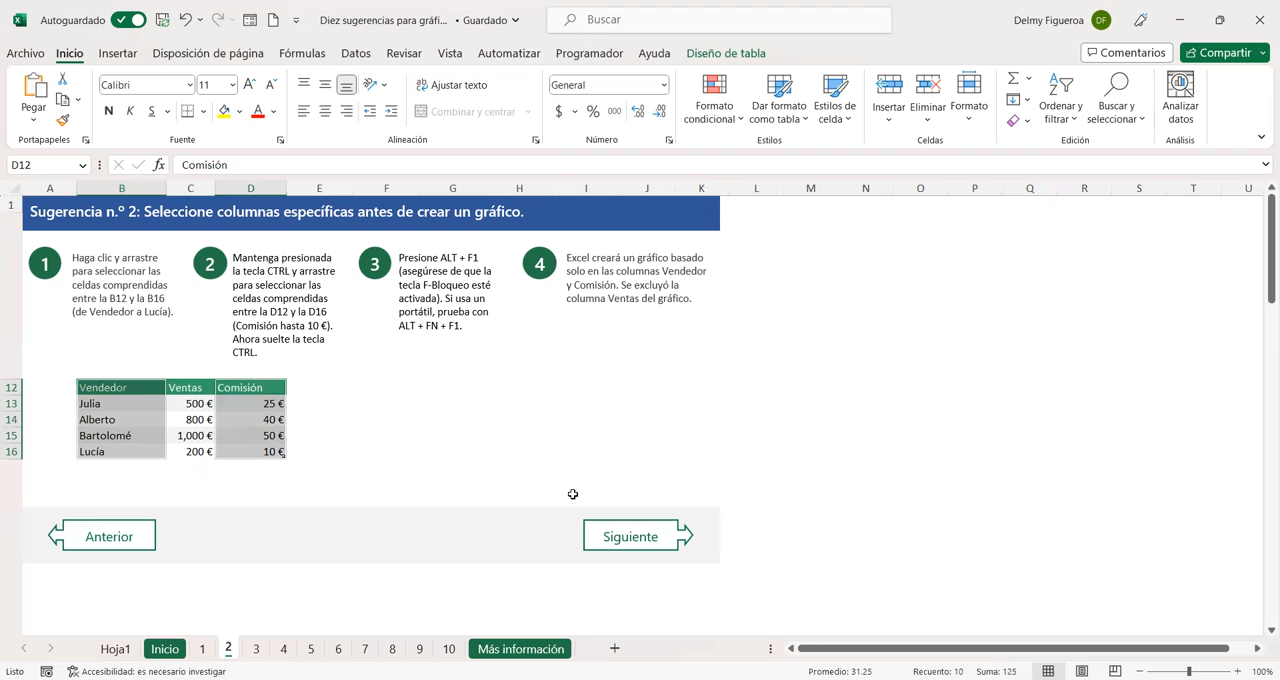 Autoguardado
Diez sugerencias para gráfi... • Guardado
Buscar
Delmy Figueroa
DF
Archivo Inicio Insertar Disposición de página Fórmulas Datos Revisar Vista Automatizar Programador Ayuda Diseño de tabla
Comentarios
Compartir
Pegar
Portapapeles
Calibri
11
N K S
Fuente
Ajustar texto
Combinar y centrar
Alineación
General
$ % 000
Número
Formato condicional
Dar formato como tabla
Estilos de celda
Estilos
Insertar
Eliminar
Formato
Celdas
Ordenar y filtrar
Buscar y seleccionar
Edición
Analizar datos
Análisis
D12
fx
Comisión
A B C D E F G H I J K L M N O P Q R S T U
1
Sugerencia n.º 2: Seleccione columnas específicas antes de crear un gráfico.
1
Haga clic y arrastre
para seleccionar las
celdas comprendidas
entre la B12 y la B16
(de Vendedor a Lucía).
2
Mantenga presionada
la tecla CTRL y arrastre
para seleccionar las
celdas comprendidas
entre la D12 y la D16
(Comisión hasta 10 €).
Ahora suelte la tecla
CTRL.
3
Presione ALT + F1
(asegúrese de que la
tecla F-Bloqueo esté
activada). Si usa un
portátil, prueba con
ALT + FN + F1.
4
Excel creará un gráfico basado
solo en las columnas Vendedor
y Comisión. Se excluyó la
columna Ventas del gráfico.
12 Vendedor Ventas Comisión
13 Julia 500 € 25 €
14 Alberto 800 € 40 €
15 Bartolomé 1,000 € 50 €
16 Lucía 200 € 10 €
Anterior
Siguiente
Hoja1 Inicio 1 2 3 4 5 6 7 8 9 10 Más información
Listo
Accesibilidad: es necesario investigar
Promedio: 31.25 Recuento: 10 Suma: 125
100%